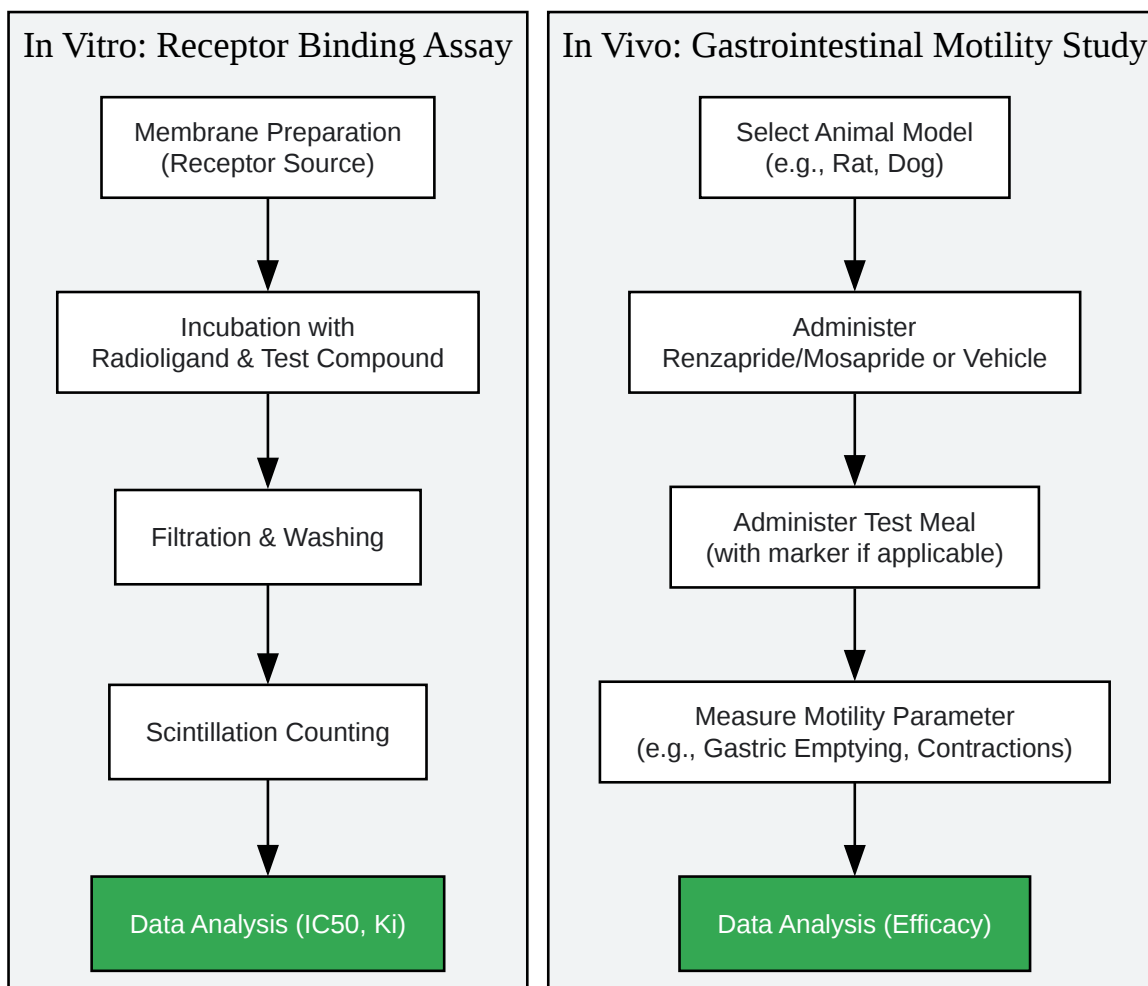 In Vitro: Receptor Binding Assay
Membrane Preparation
(Receptor Source)
Incubation with
Radioligand & Test Compound
Filtration & Washing
Scintillation Counting
Data Analysis (IC50, Ki)
In Vivo: Gastrointestinal Motility Study
Select Animal Model
(e.g., Rat, Dog)
Administer
Renzapride/Mosapride or Vehicle
Administer Test Meal
(with marker if applicable)
Measure Motility Parameter
(e.g., Gastric Emptying, Contractions)
Data Analysis (Efficacy)